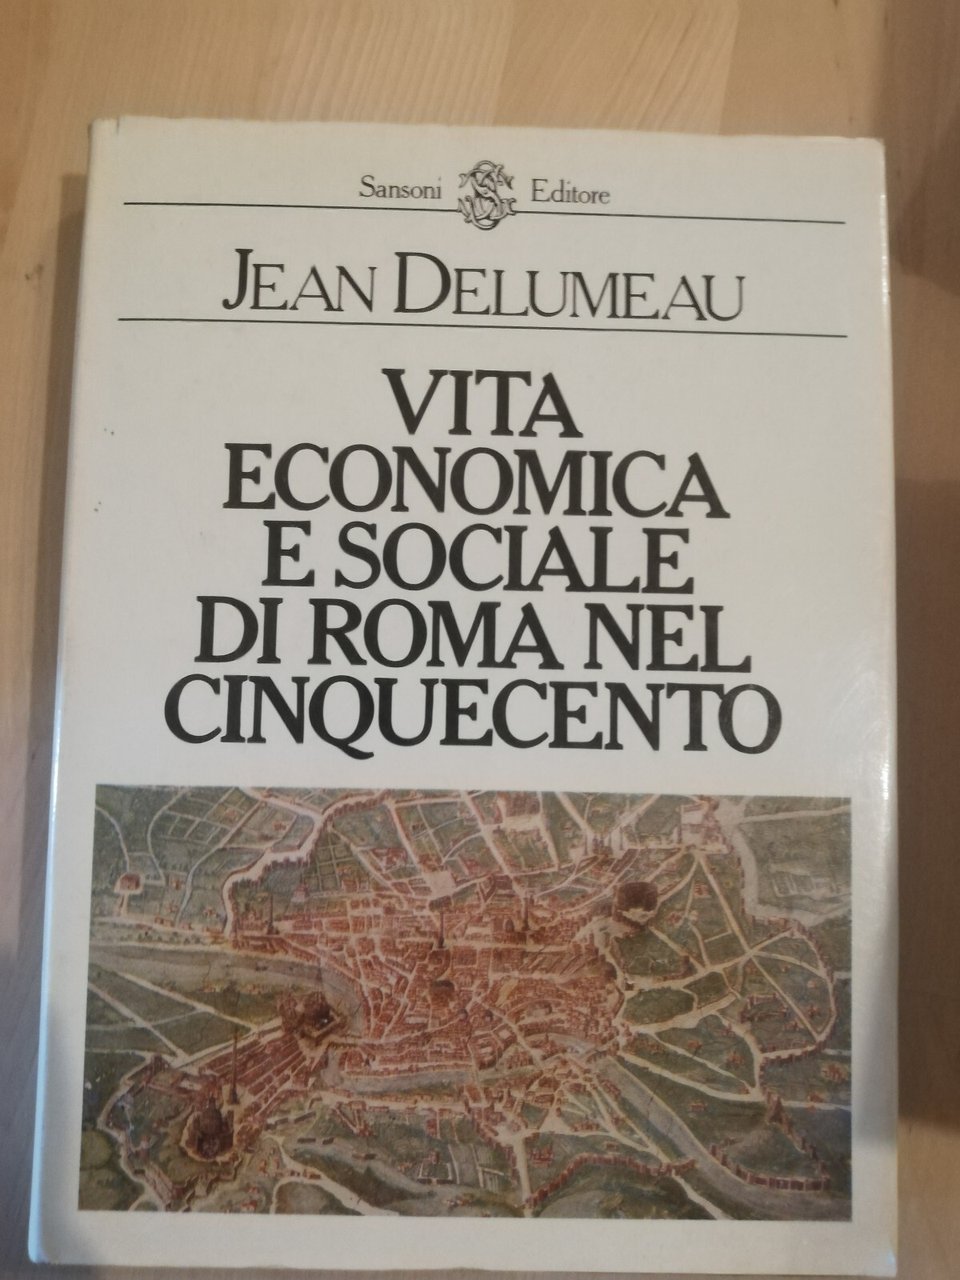 Sansoni Editore
JEAN DELUMEAU
VITA
ECONOMICA
E SOCIALE
DI ROMA NEL
CINQUECENTO